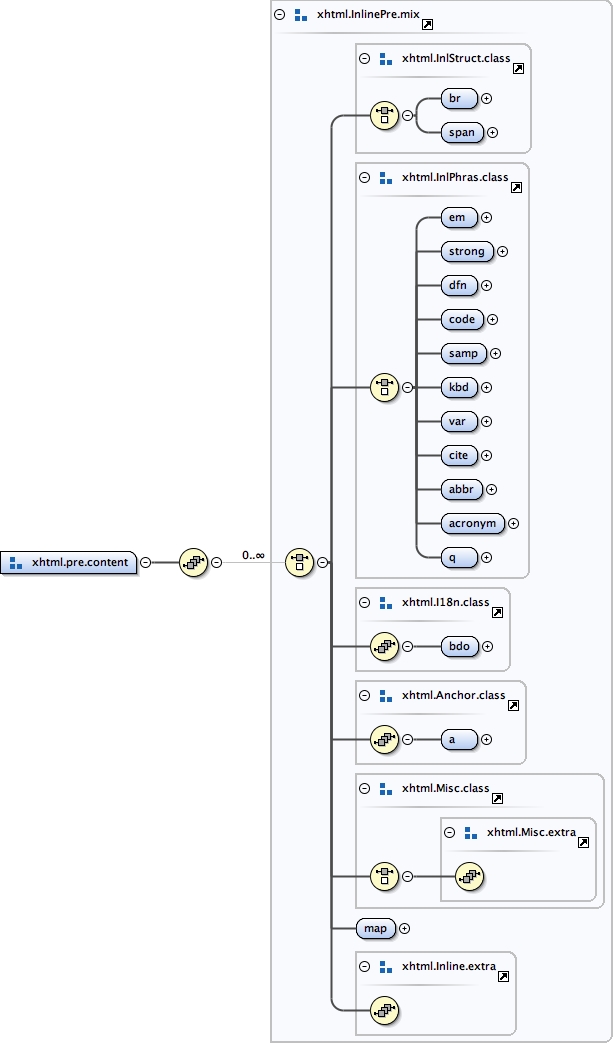 xhtml.InlinePre.mix
xhtml.InlStruct.class
br
span
xhtml.InlPhras.class
em
strong
dfn
code
samp
kbd
var
cite
abbr
acronym
q
xhtml.pre.content
0..∞
xhtml.I18n.class
bdo
xhtml.Anchor.class
a
xhtml.Misc.class
xhtml.Misc.extra
map
xhtml.Inline.extra